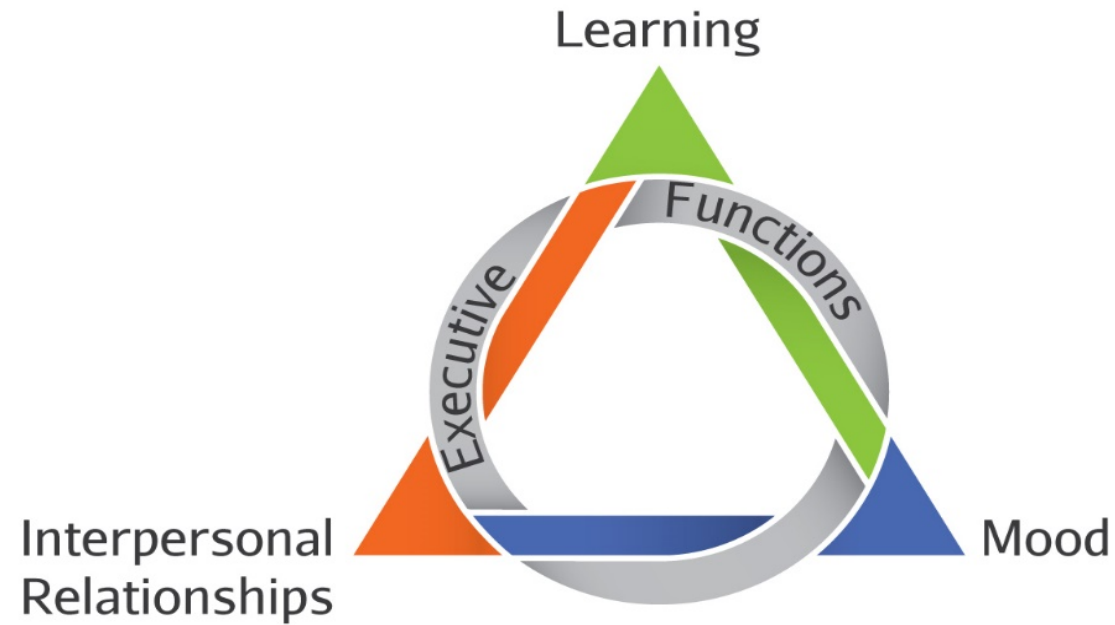 Learning
Executive Functions
Interpersonal
Relationships
Mood